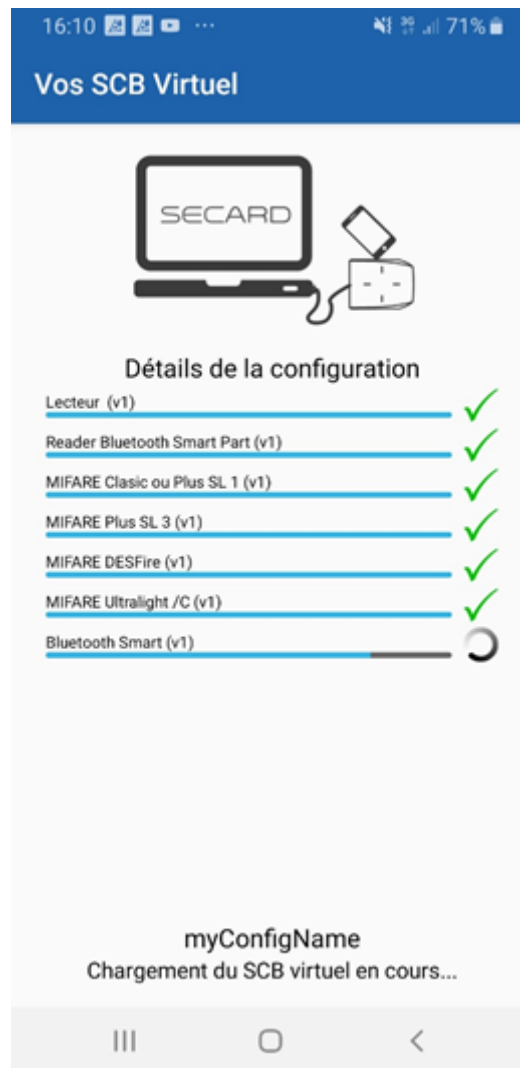 16:10 71%
Vos SCB Virtuel
SECARD
Détails de la configuration
Lecteur (v1)
Reader Bluetooth Smart Part (v1)
MIFARE Clasic ou Plus SL 1 (v1)
MIFARE Plus SL 3 (v1)
MIFARE DESFire (v1)
MIFARE Ultralight /C (v1)
Bluetooth Smart (v1)
myConfigName
Chargement du SCB virtuel en cours...